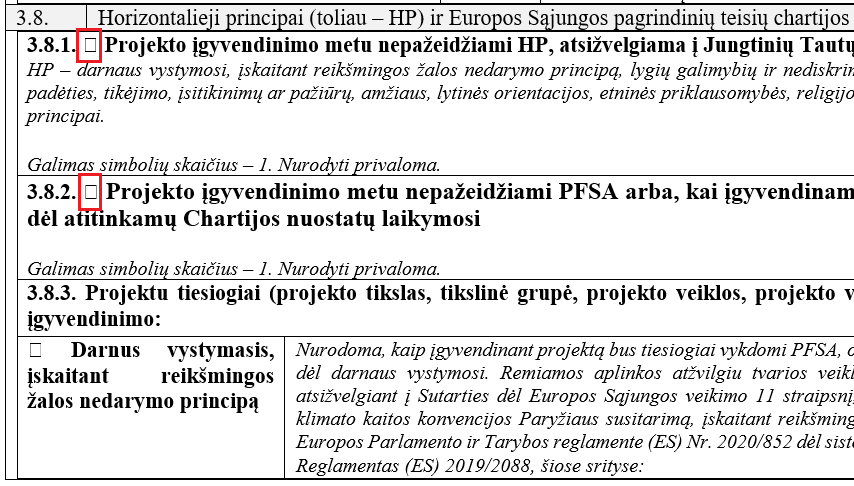 3.8. Horizontalieji principai (toliau – HP) ir Europos Sąjungos pagrindinių teisių chartijos
3.8.1. □ Projekto įgyvendinimo metu nepažeidžiami HP, atsižvelgiama į Jungtinių Tautų
HP – darnaus vystymosi, įskaitant reikšmingos žalos nedarymo principą, lygių galimybių ir nediskrim
padėties, tikėjimo, įsitikinimų ar pažiūrų, amžiaus, lytinės orientacijos, etninės priklausomybės, religijo
principai.
Galimas simbolių skaičius – 1. Nurodyti privaloma.
3.8.2. □ Projekto įgyvendinimo metu nepažeidžiami PFSA arba, kai įgyvendinam
dėl atitinkamų Chartijos nuostatų laikymosi
Galimas simbolių skaičius – 1. Nurodyti privaloma.
3.8.3. Projektu tiesiogiai (projekto tikslas, tikslinė grupė, projekto veiklos, projekto v
įgyvendinimo:
□ Darnus vystymasis,
įskaitant reikšmingos
žalos nedarymo principą
Nurodoma, kaip įgyvendinant projektą bus tiesiogiai vykdomi PFSA, o
dėl darnaus vystymosi. Remiamos aplinkos atžvilgiu tvarios veikl
atsižvelgiant į Sutarties dėl Europos Sąjungos veikimo 11 straipsnį,
klimato kaitos konvencijos Paryžiaus susitarimą, įskaitant reikšming
Europos Parlamento ir Tarybos reglamente (ES) Nr. 2020/852 dėl siste
Reglamentas (ES) 2019/2088, šiose srityse: